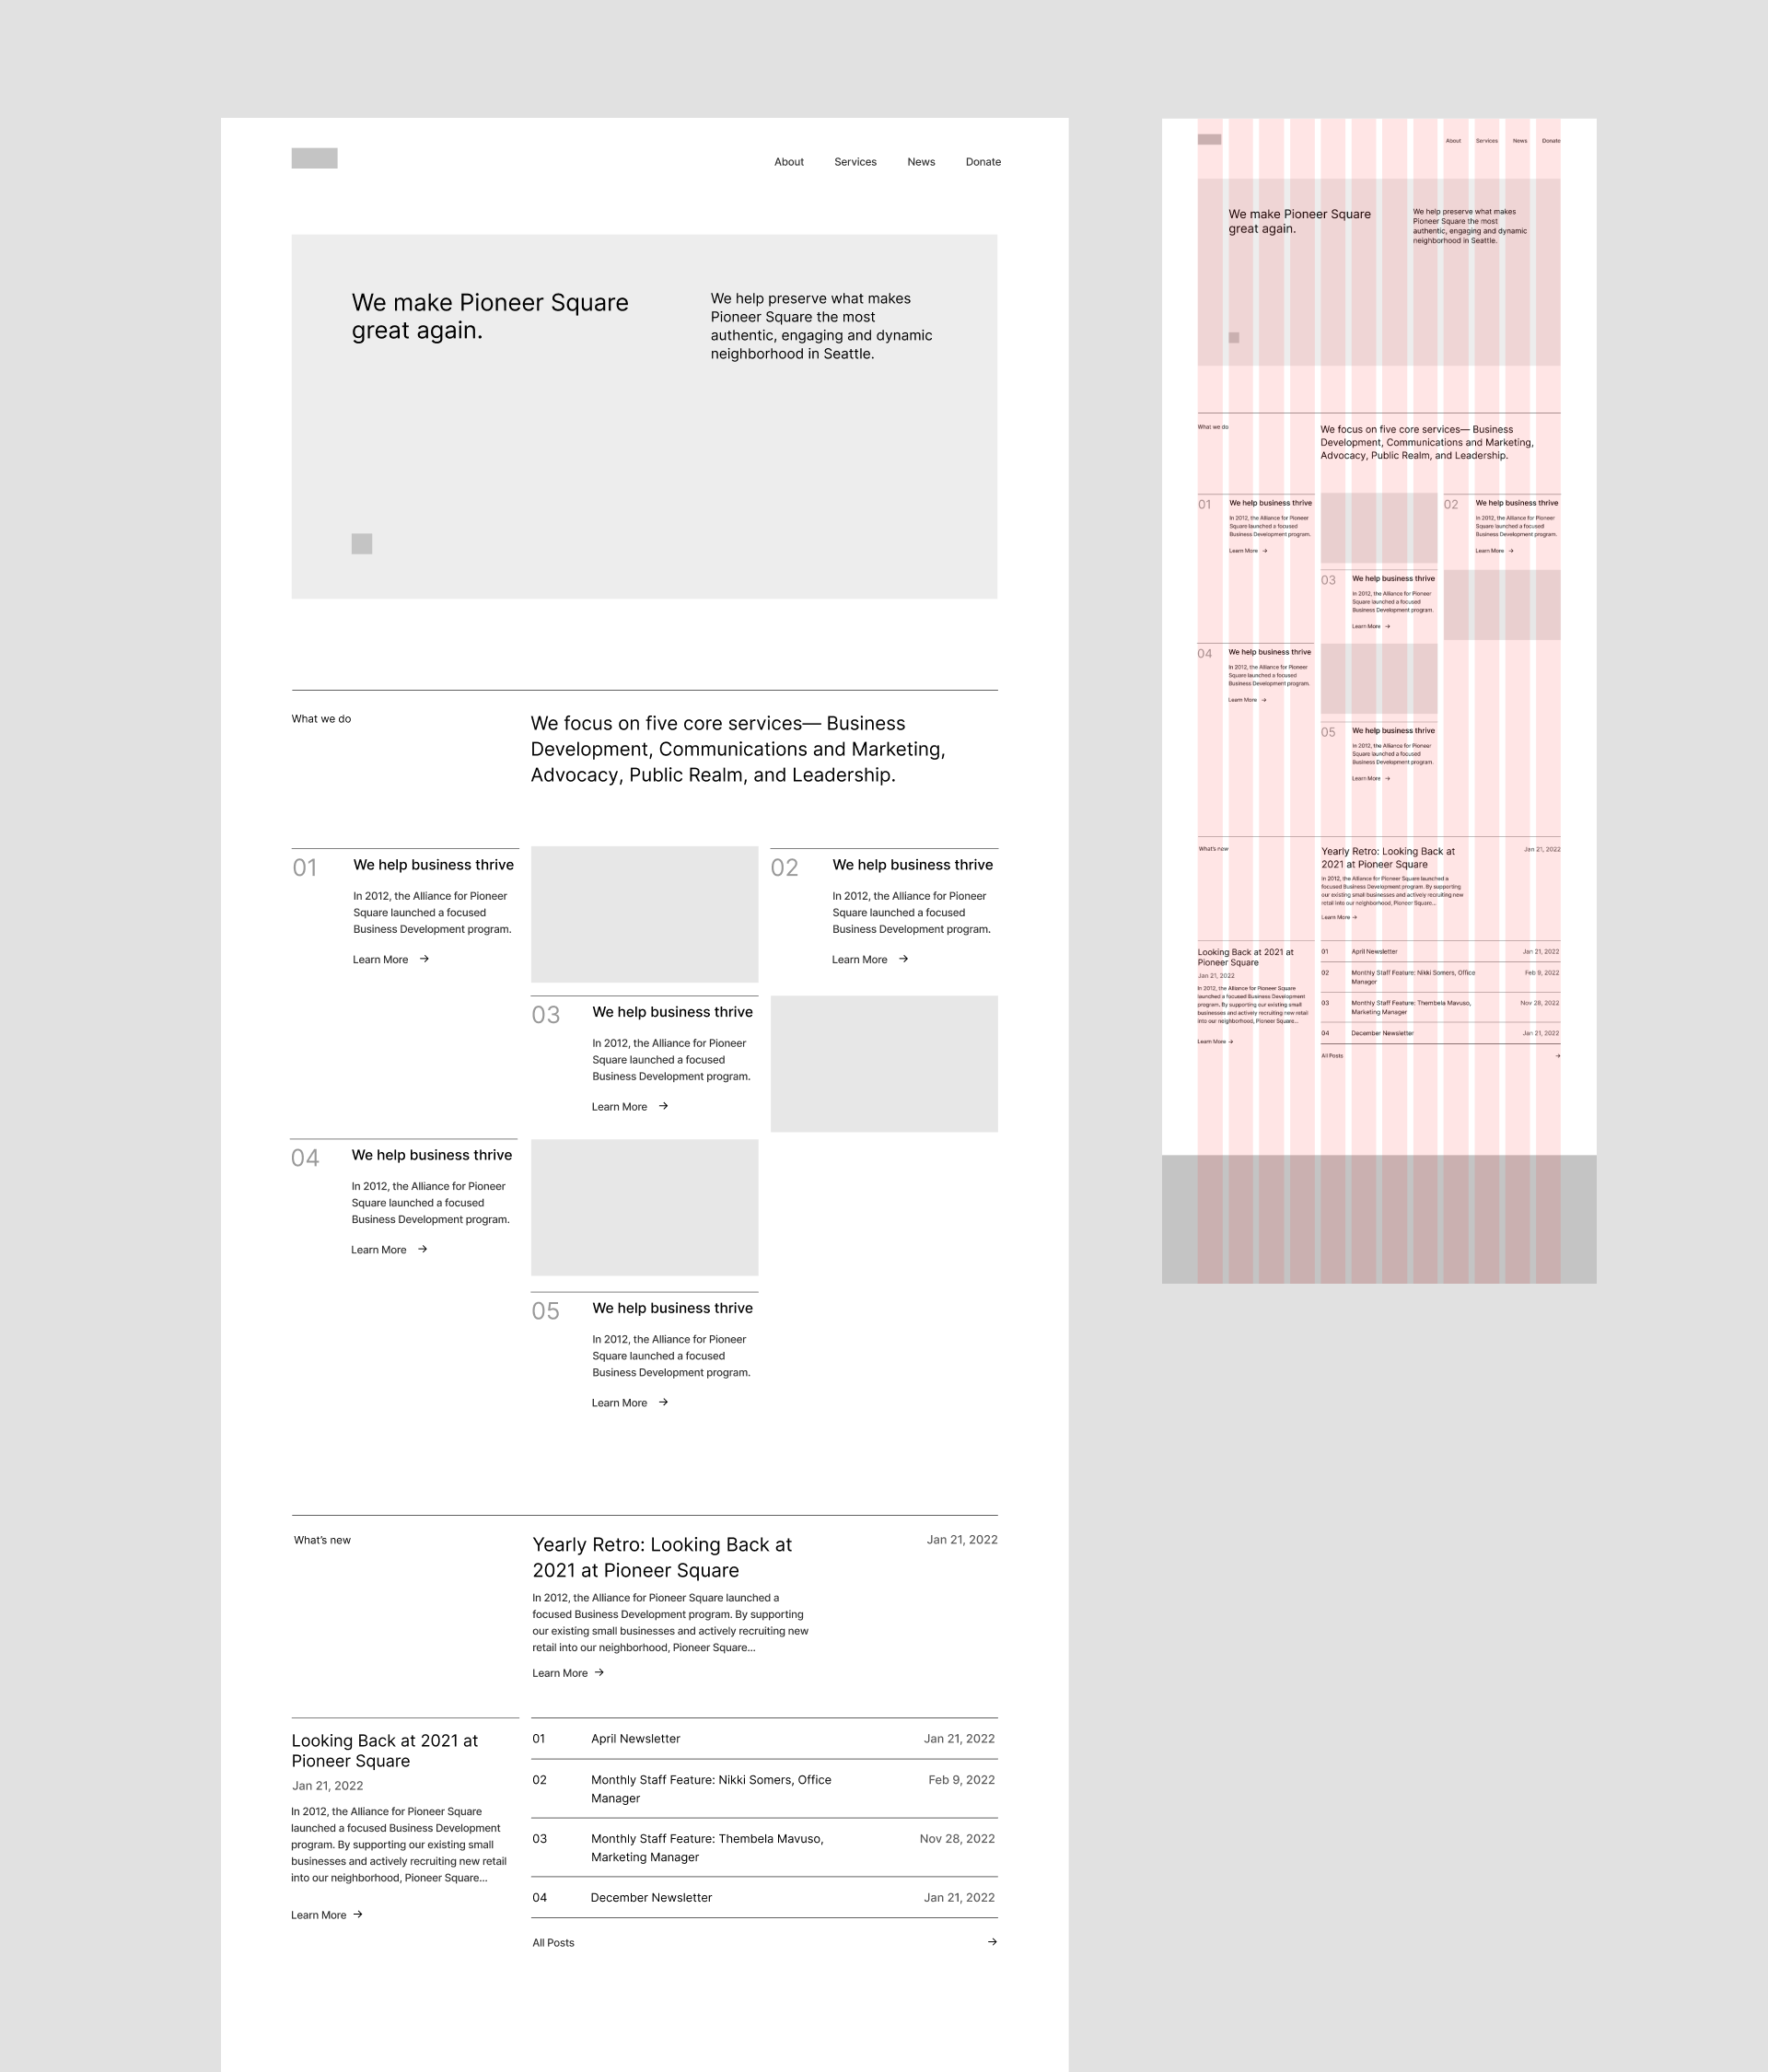 About Services News Donate
We make Pioneer Square
great again.
We help preserve what makes
Pioneer Square the most
authentic, engaging and dynamic
neighborhood in Seattle.
What we do
We focus on five core services— Business
Development, Communications and Marketing,
Advocacy, Public Realm, and Leadership.
01
We help business thrive
In 2012, the Alliance for Pioneer
Square launched a focused
Business Development program.
Learn More →
02
We help business thrive
In 2012, the Alliance for Pioneer
Square launched a focused
Business Development program.
Learn More →
03
We help business thrive
In 2012, the Alliance for Pioneer
Square launched a focused
Business Development program.
Learn More →
04
We help business thrive
In 2012, the Alliance for Pioneer
Square launched a focused
Business Development program.
Learn More →
05
We help business thrive
In 2012, the Alliance for Pioneer
Square launched a focused
Business Development program.
Learn More →
What's new
Yearly Retro: Looking Back at
2021 at Pioneer Square
Jan 21, 2022
In 2012, the Alliance for Pioneer Square launched a
focused Business Development program. By supporting
our existing small businesses and actively recruiting new
retail into our neighborhood, Pioneer Square...
Learn More →
Looking Back at 2021 at
Pioneer Square
Jan 21, 2022
In 2012, the Alliance for Pioneer Square
launched a focused Business Development
program. By supporting our existing small
businesses and actively recruiting new retail
into our neighborhood, Pioneer Square...
Learn More →
01 April Newsletter Jan 21, 2022
02 Monthly Staff Feature: Nikki Somers, Office Feb 9, 2022
Manager
03 Monthly Staff Feature: Thembela Mavuso, Nov 28, 2022
Marketing Manager
04 December Newsletter Jan 21, 2022
All Posts →
About Services News Donate
We make Pioneer Square
great again.
We help preserve what makes
Pioneer Square the most
authentic, engaging and dynamic
neighborhood in Seattle.
What we do
We focus on five core services— Business
Development, Communications and Marketing,
Advocacy, Public Realm, and Leadership.
01
We help business thrive
In 2012, the Alliance for Pioneer
Square launched a focused
Business Development program.
Learn More →
02
We help business thrive
In 2012, the Alliance for Pioneer
Square launched a focused
Business Development program.
Learn More →
03
We help business thrive
In 2012, the Alliance for Pioneer
Square launched a focused
Business Development program.
Learn More →
04
We help business thrive
In 2012, the Alliance for Pioneer
Square launched a focused
Business Development program.
Learn More →
05
We help business thrive
In 2012, the Alliance for Pioneer
Square launched a focused
Business Development program.
Learn More →
What's new
Yearly Retro: Looking Back at
2021 at Pioneer Square
Jan 21, 2022
In 2012, the Alliance for Pioneer Square launched a
focused Business Development program. By supporting
our existing small businesses and actively recruiting new
retail into our neighborhood, Pioneer Square...
Learn More →
Looking Back at 2021 at
Pioneer Square
Jan 21, 2022
In 2012, the Alliance for Pioneer Square
launched a focused Business Development
program. By supporting our existing small
businesses and actively recruiting new retail
into our neighborhood, Pioneer Square...
Learn More →
01 April Newsletter Jan 21, 2022
02 Monthly Staff Feature: Nikki Somers, Office Feb 9, 2022
Manager
03 Monthly Staff Feature: Thembela Mavuso, Nov 28, 2022
Marketing Manager
04 December Newsletter Jan 21, 2022
All Posts →